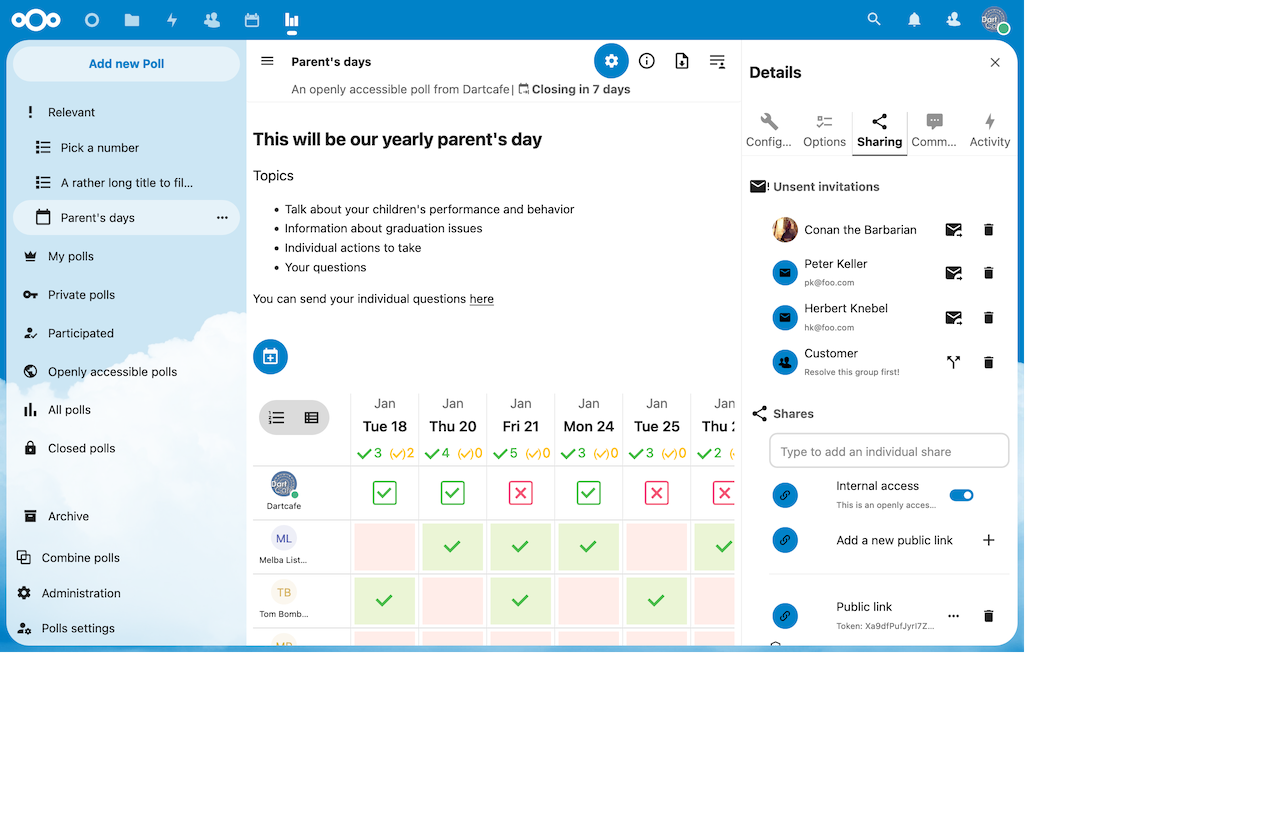 Add new Poll
Relevant
Pick a number
A rather long title to fil...
Parent's days
My polls
Private polls
Participated
Openly accessible polls
All polls
Closed polls
Archive
Combine polls
Administration
Polls settings
Parent's days
An openly accessible poll from Dartcafe | Closing in 7 days
This will be our yearly parent's day
Topics
Talk about your children's performance and behavior
Information about graduation issues
Individual actions to take
Your questions
You can send your individual questions here
Jan Jan Jan Jan Jan Jan
Tue 18 Thu 20 Fri 21 Mon 24 Tue 25 Thu
3 2 4 0 5 0 3 0 3 0 2
Dartcafe
ML
Melba List...
TB
Tom Bomb...
Details
Config... Options Sharing Comm... Activity
Unsent invitations
Conan the Barbarian
Peter Keller
pk@foo.com
Herbert Knebel
hk@foo.com
Customer
Resolve this group first!
Shares
Type to add an individual share
Internal access
This is an openly acces...
Add a new public link
Public link
Token: Xa9dfPufJyrl7Z...